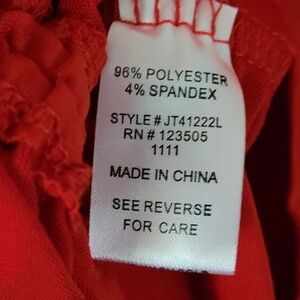 96% POLYESTER
4% SPANDEX
STYLE # JT41222L
RN # 123505
1111
MADE IN CHINA
SEE REVERSE
FOR CARE